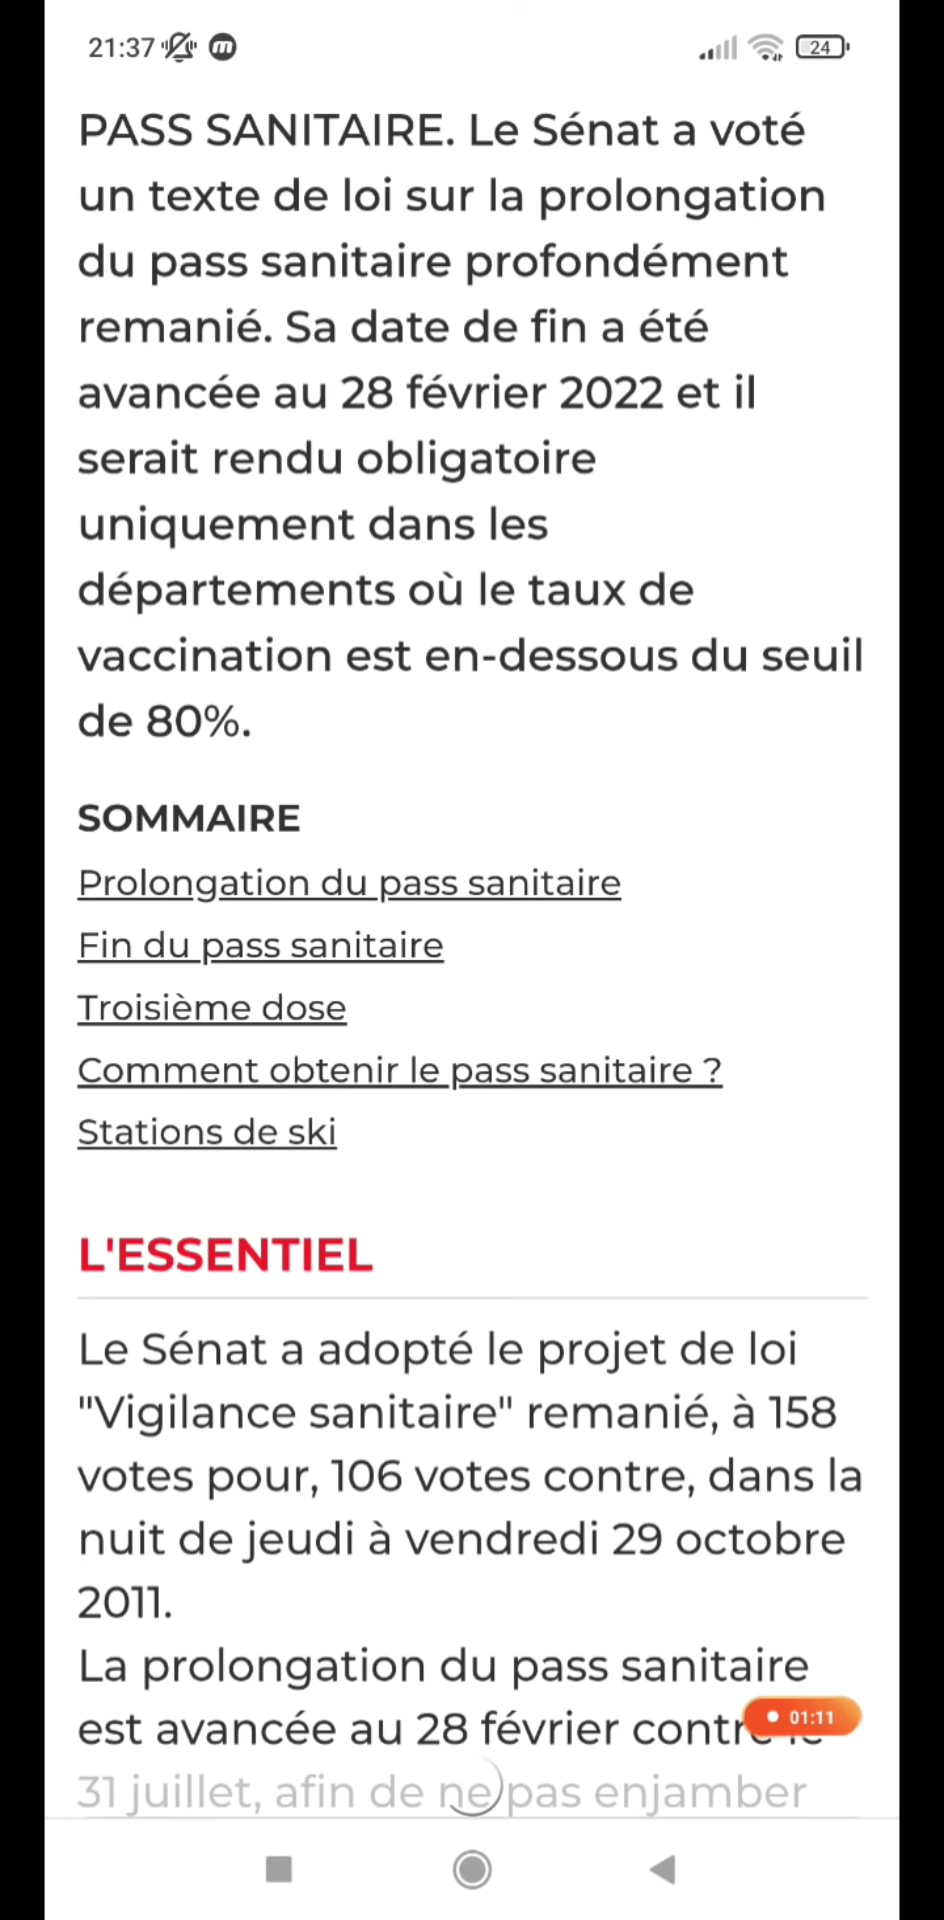 21:37
24
PASS SANITAIRE. Le Sénat a voté
un texte de loi sur la prolongation
du pass sanitaire profondément
remanié. Sa date de fin a été
avancée au 28 février 2022 et il
serait rendu obligatoire
uniquement dans les
départements où le taux de
vaccination est en-dessous du seuil
de 80%.
SOMMAIRE
Prolongation du pass sanitaire
Fin du pass sanitaire
Troisième dose
Comment obtenir le pass sanitaire ?
Stations de ski
L'ESSENTIEL
Le Sénat a adopté le projet de loi
"Vigilance sanitaire" remanié, à 158
votes pour, 106 votes contre, dans la
nuit de jeudi à vendredi 29 octobre
2011.
La prolongation du pass sanitaire
est avancée au 28 février contre le
01:11
31 juillet, afin de ne pas enjamber